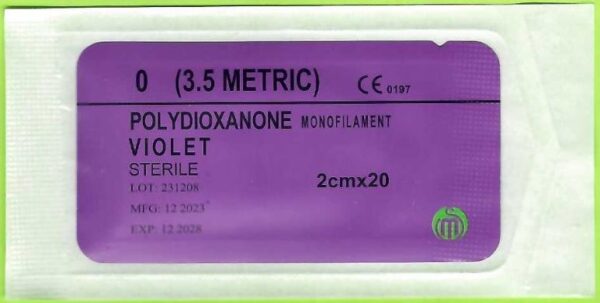 0 (3.5 METRIC) CE 0197
POLYDIOXANONE MONOFILAMENT
VIOLET
STERILE
2cmx20
LOT: 231208
MFG: 12 2023
EXP: 12 2028